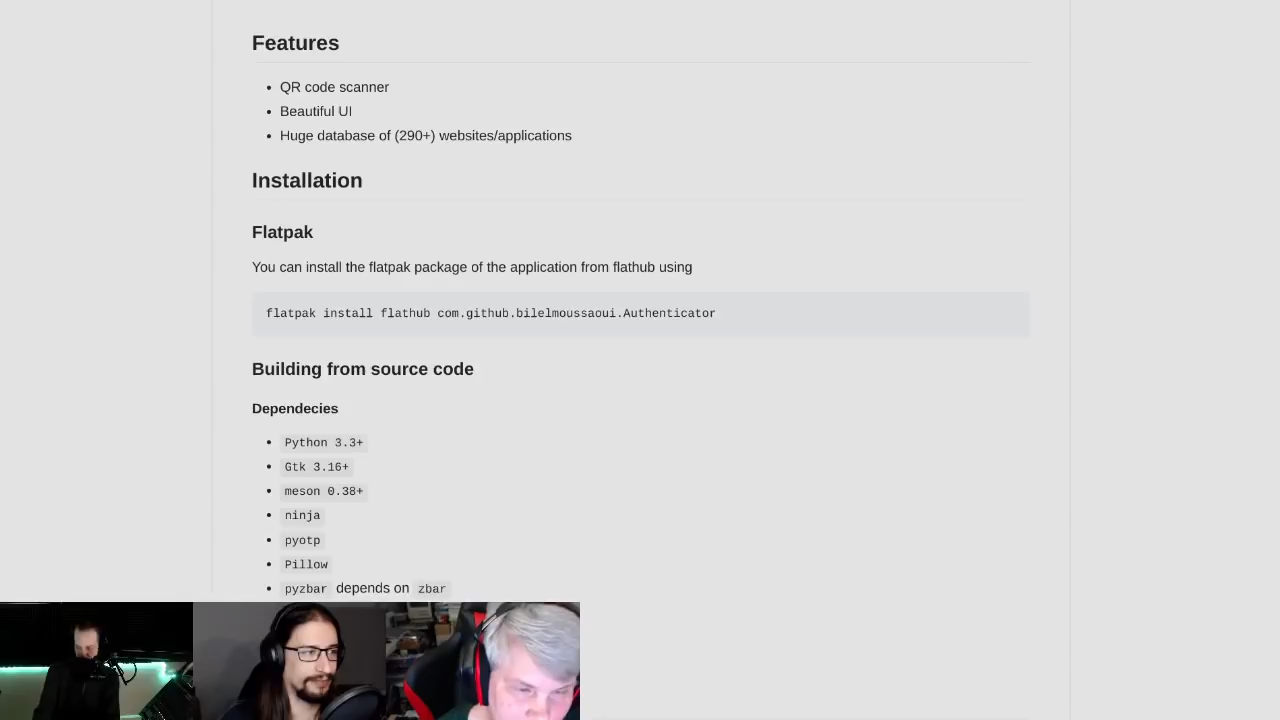 Features
QR code scanner
Beautiful UI
Huge database of (290+) websites/applications
Installation
Flatpak
You can install the flatpak package of the application from flathub using
flatpak install flathub com.github.bilelmoussaoui.Authenticator
Building from source code
Dependecies
Python 3.3+
Gtk 3.16+
meson 0.38+
ninja
pyotp
Pillow
pyzbar depends on zbar